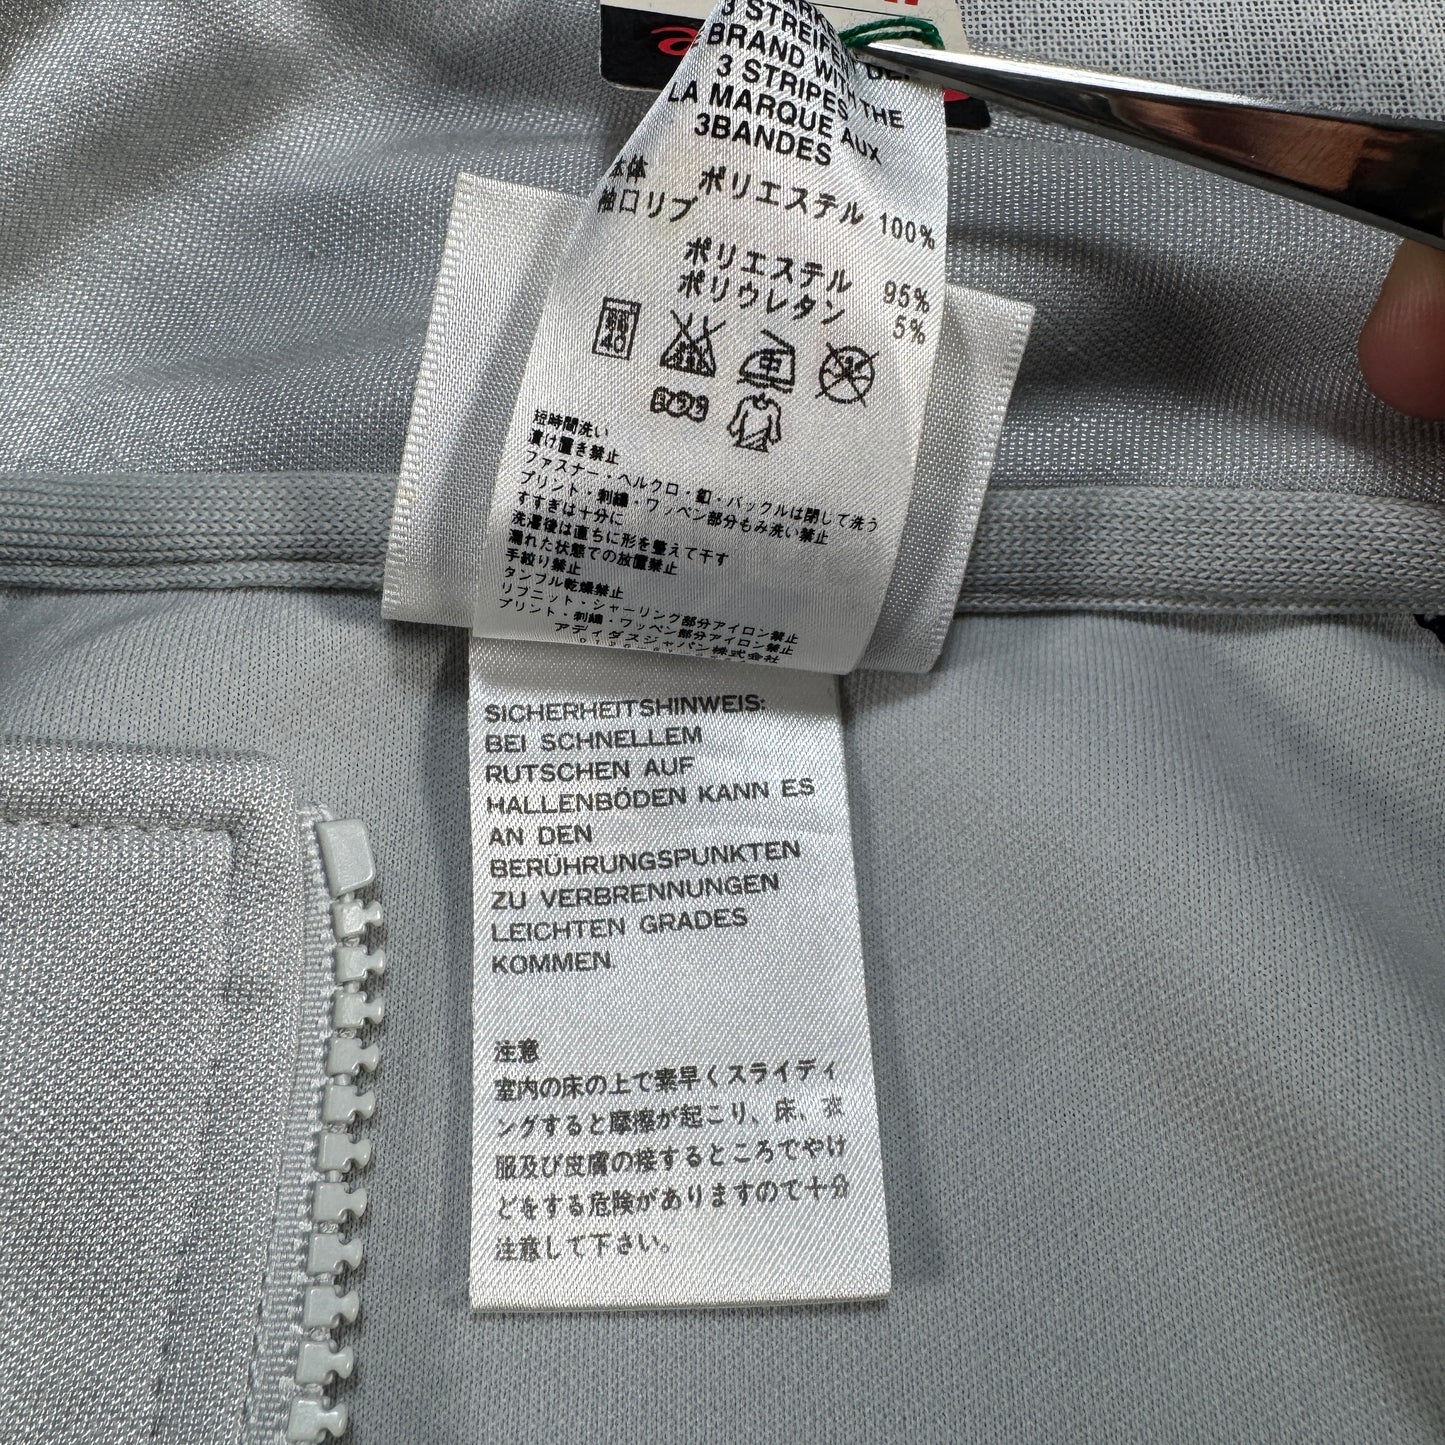 3 STREIFEN
BRAND WITH THE
3 STRIPES
LA MARQUE AUX
3BANDES
本体 ポリエステル 100%
袖口リブ
ポリエステル 95%
ポリウレタン 5%
40
短時間洗い
漬け置き禁止
ファスナー・ベルクロ・釦・バックルは閉じて洗う
プリント・刺繍・ワッペン部分もみ洗い禁止
すすぎは十分に
洗濯後は直ちに形を整えて干す
濡れた状態での放置禁止
手絞り禁止
タンブル乾燥禁止
リブニット・シャーリング部分アイロン禁止
プリント・刺繍・ワッペン部分アイロン禁止
アディダスジャパン株式会社
SICHERHEITSHINWEIS:
BEI SCHNELLEM
RUTSCHEN AUF
HALLENBÖDEN KANN ES
AN DEN
BERÜHRUNGSPUNKTEN
ZU VERBRENNUNGEN
LEICHTEN GRADES
KOMMEN
注意
室内の床の上で素早くスライディ
ングすると摩擦が起こり、床、衣
服及び皮膚の接するところでやけ
どをする危険がありますので十分
注意して下さい。